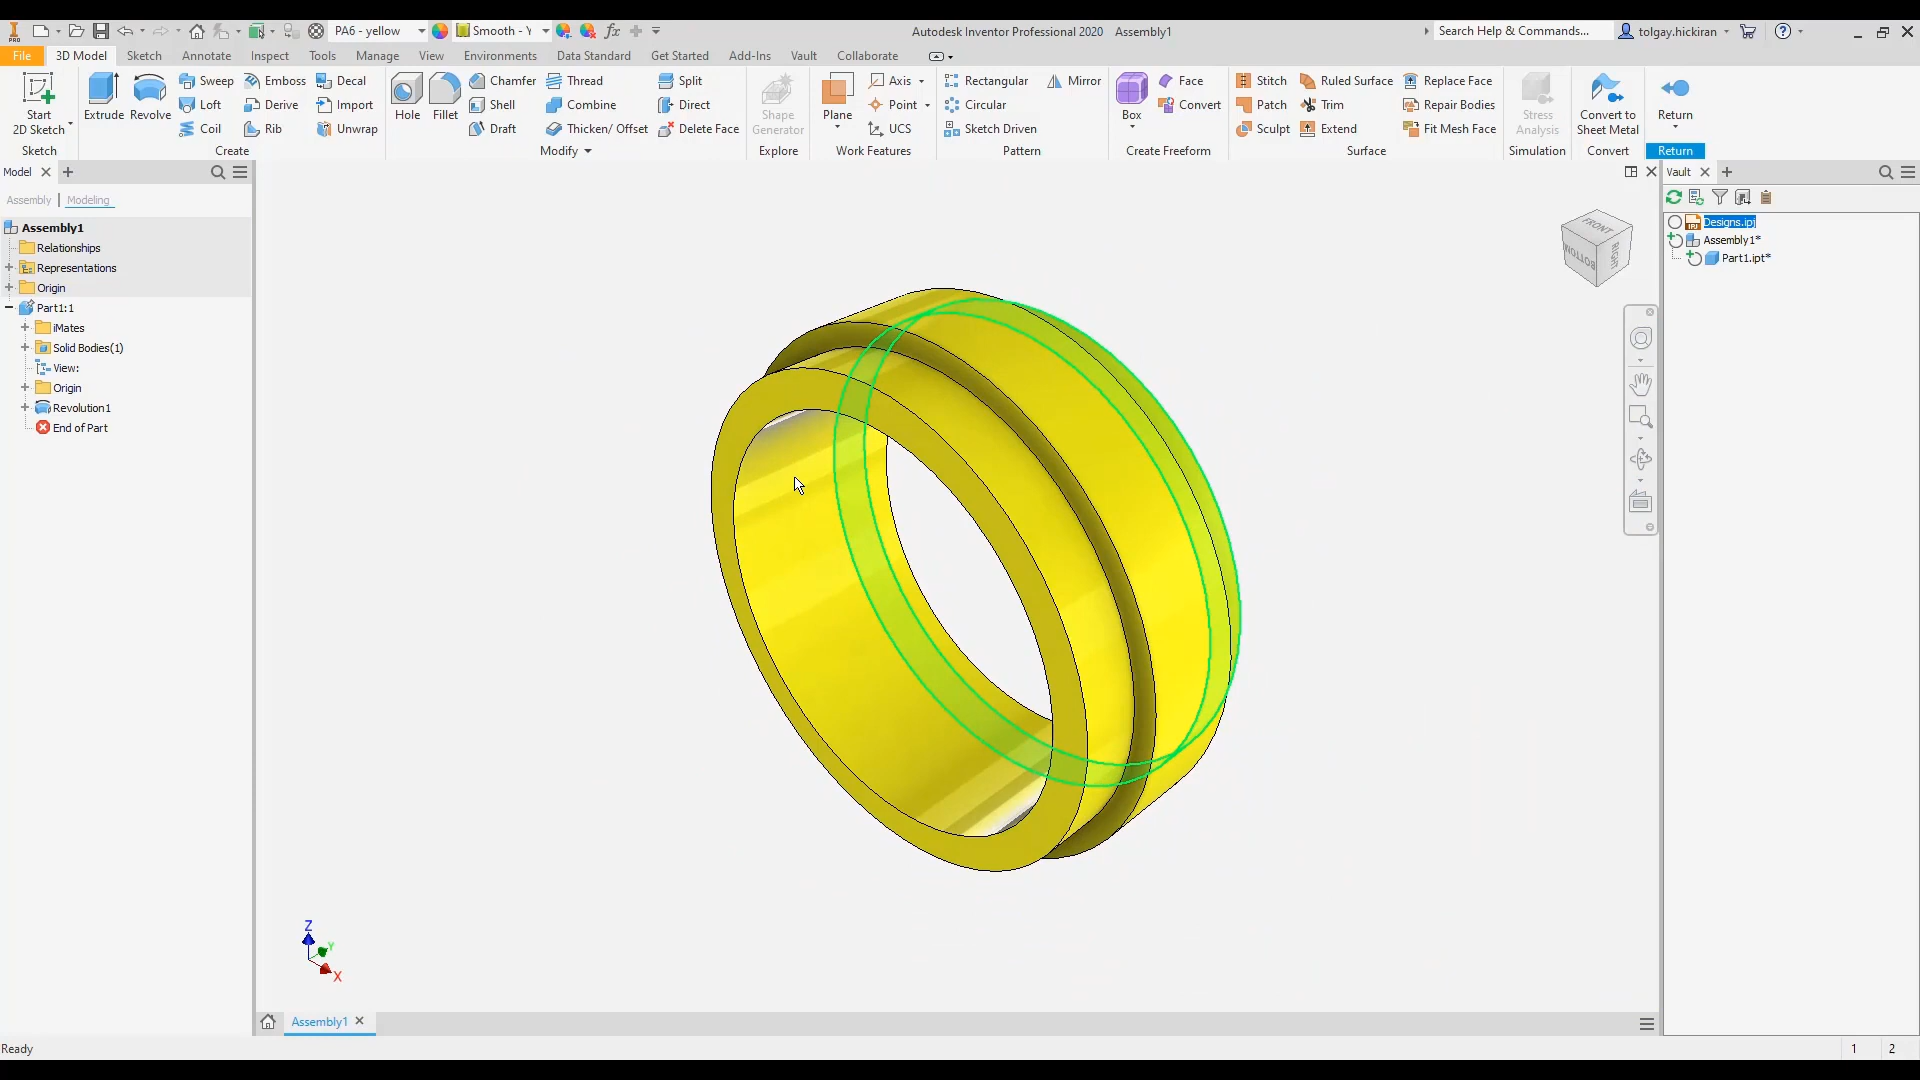 PA6 - yellow
Smooth - Y
Autodesk Inventor Professional 2020 Assembly1
Search Help & Commands...
tolgay.hickiran
File 3D Model Sketch Annotate Inspect Tools Manage View Environments Data Standard Get Started Add-Ins Vault Collaborate
Start
2D Sketch
Sketch
Extrude
Revolve
Sweep
Loft
Coil
Emboss
Derive
Rib
Decal
Import
Unwrap
Create
Hole
Fillet
Chamfer
Shell
Draft
Thread
Combine
Thicken/ Offset
Split
Direct
Delete Face
Modify
Shape
Generator
Explore
Plane
Axis
Point
UCS
Work Features
Rectangular
Circular
Sketch Driven
Mirror
Pattern
Box
Face
Convert
Create Freeform
Stitch
Patch
Sculpt
Ruled Surface
Trim
Extend
Replace Face
Repair Bodies
Fit Mesh Face
Surface
Stress
Analysis
Simulation
Convert to
Sheet Metal
Convert
Return
Return
Model
Assembly | Modeling
Assembly1
Relationships
Representations
Origin
Part1:1
iMates
Solid Bodies(1)
View:
Origin
Revolution1
End of Part
FRONT
BOTTOM
RIGHT
Vault
Designs.ipj
Assembly1*
Part1.ipt*
Z
Y
X
Assembly1
Ready
1 2